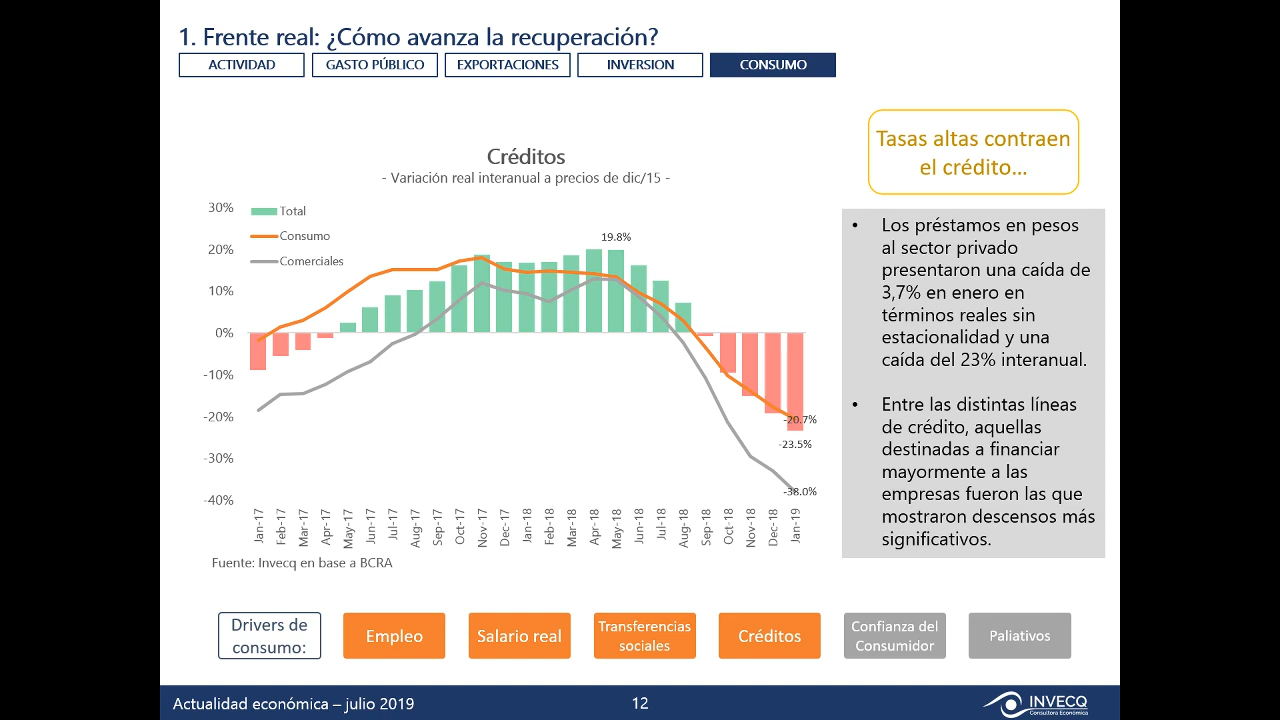 1. Frente real: ¿Cómo avanza la recuperación?
ACTIVIDAD
GASTO PÚBLICO
EXPORTACIONES
INVERSION
CONSUMO
Créditos
- Variación real interanual a precios de dic/15 -
30%
20%
10%
0%
-10%
-20%
-30%
-40%
Total
Consumo
Comerciales
19.8%
-20.7%
-23.5%
-38.0%
Jan-17
Feb-17
Mar-17
Apr-17
May-17
Jun-17
Jul-17
Aug-17
Sep-17
Oct-17
Nov-17
Dec-17
Jan-18
Feb-18
Mar-18
Apr-18
May-18
Jun-18
Jul-18
Aug-18
Sep-18
Oct-18
Nov-18
Dec-18
Jan-19
Fuente: Invecq en base a BCRA
Tasas altas contraen
el crédito...
• Los préstamos en pesos
al sector privado
presentaron una caída de
3,7% en enero en
términos reales sin
estacionalidad y una
caída del 23% interanual.
• Entre las distintas líneas
de crédito, aquellas
destinadas a financiar
mayormente a las
empresas fueron las que
mostraron descensos más
significativos.
Drivers de
consumo:
Empleo
Salario real
Transferencias
sociales
Créditos
Confianza del
Consumidor
Paliativos
Actualidad económica – julio 2019
12
INVECQ
Consultora Económica